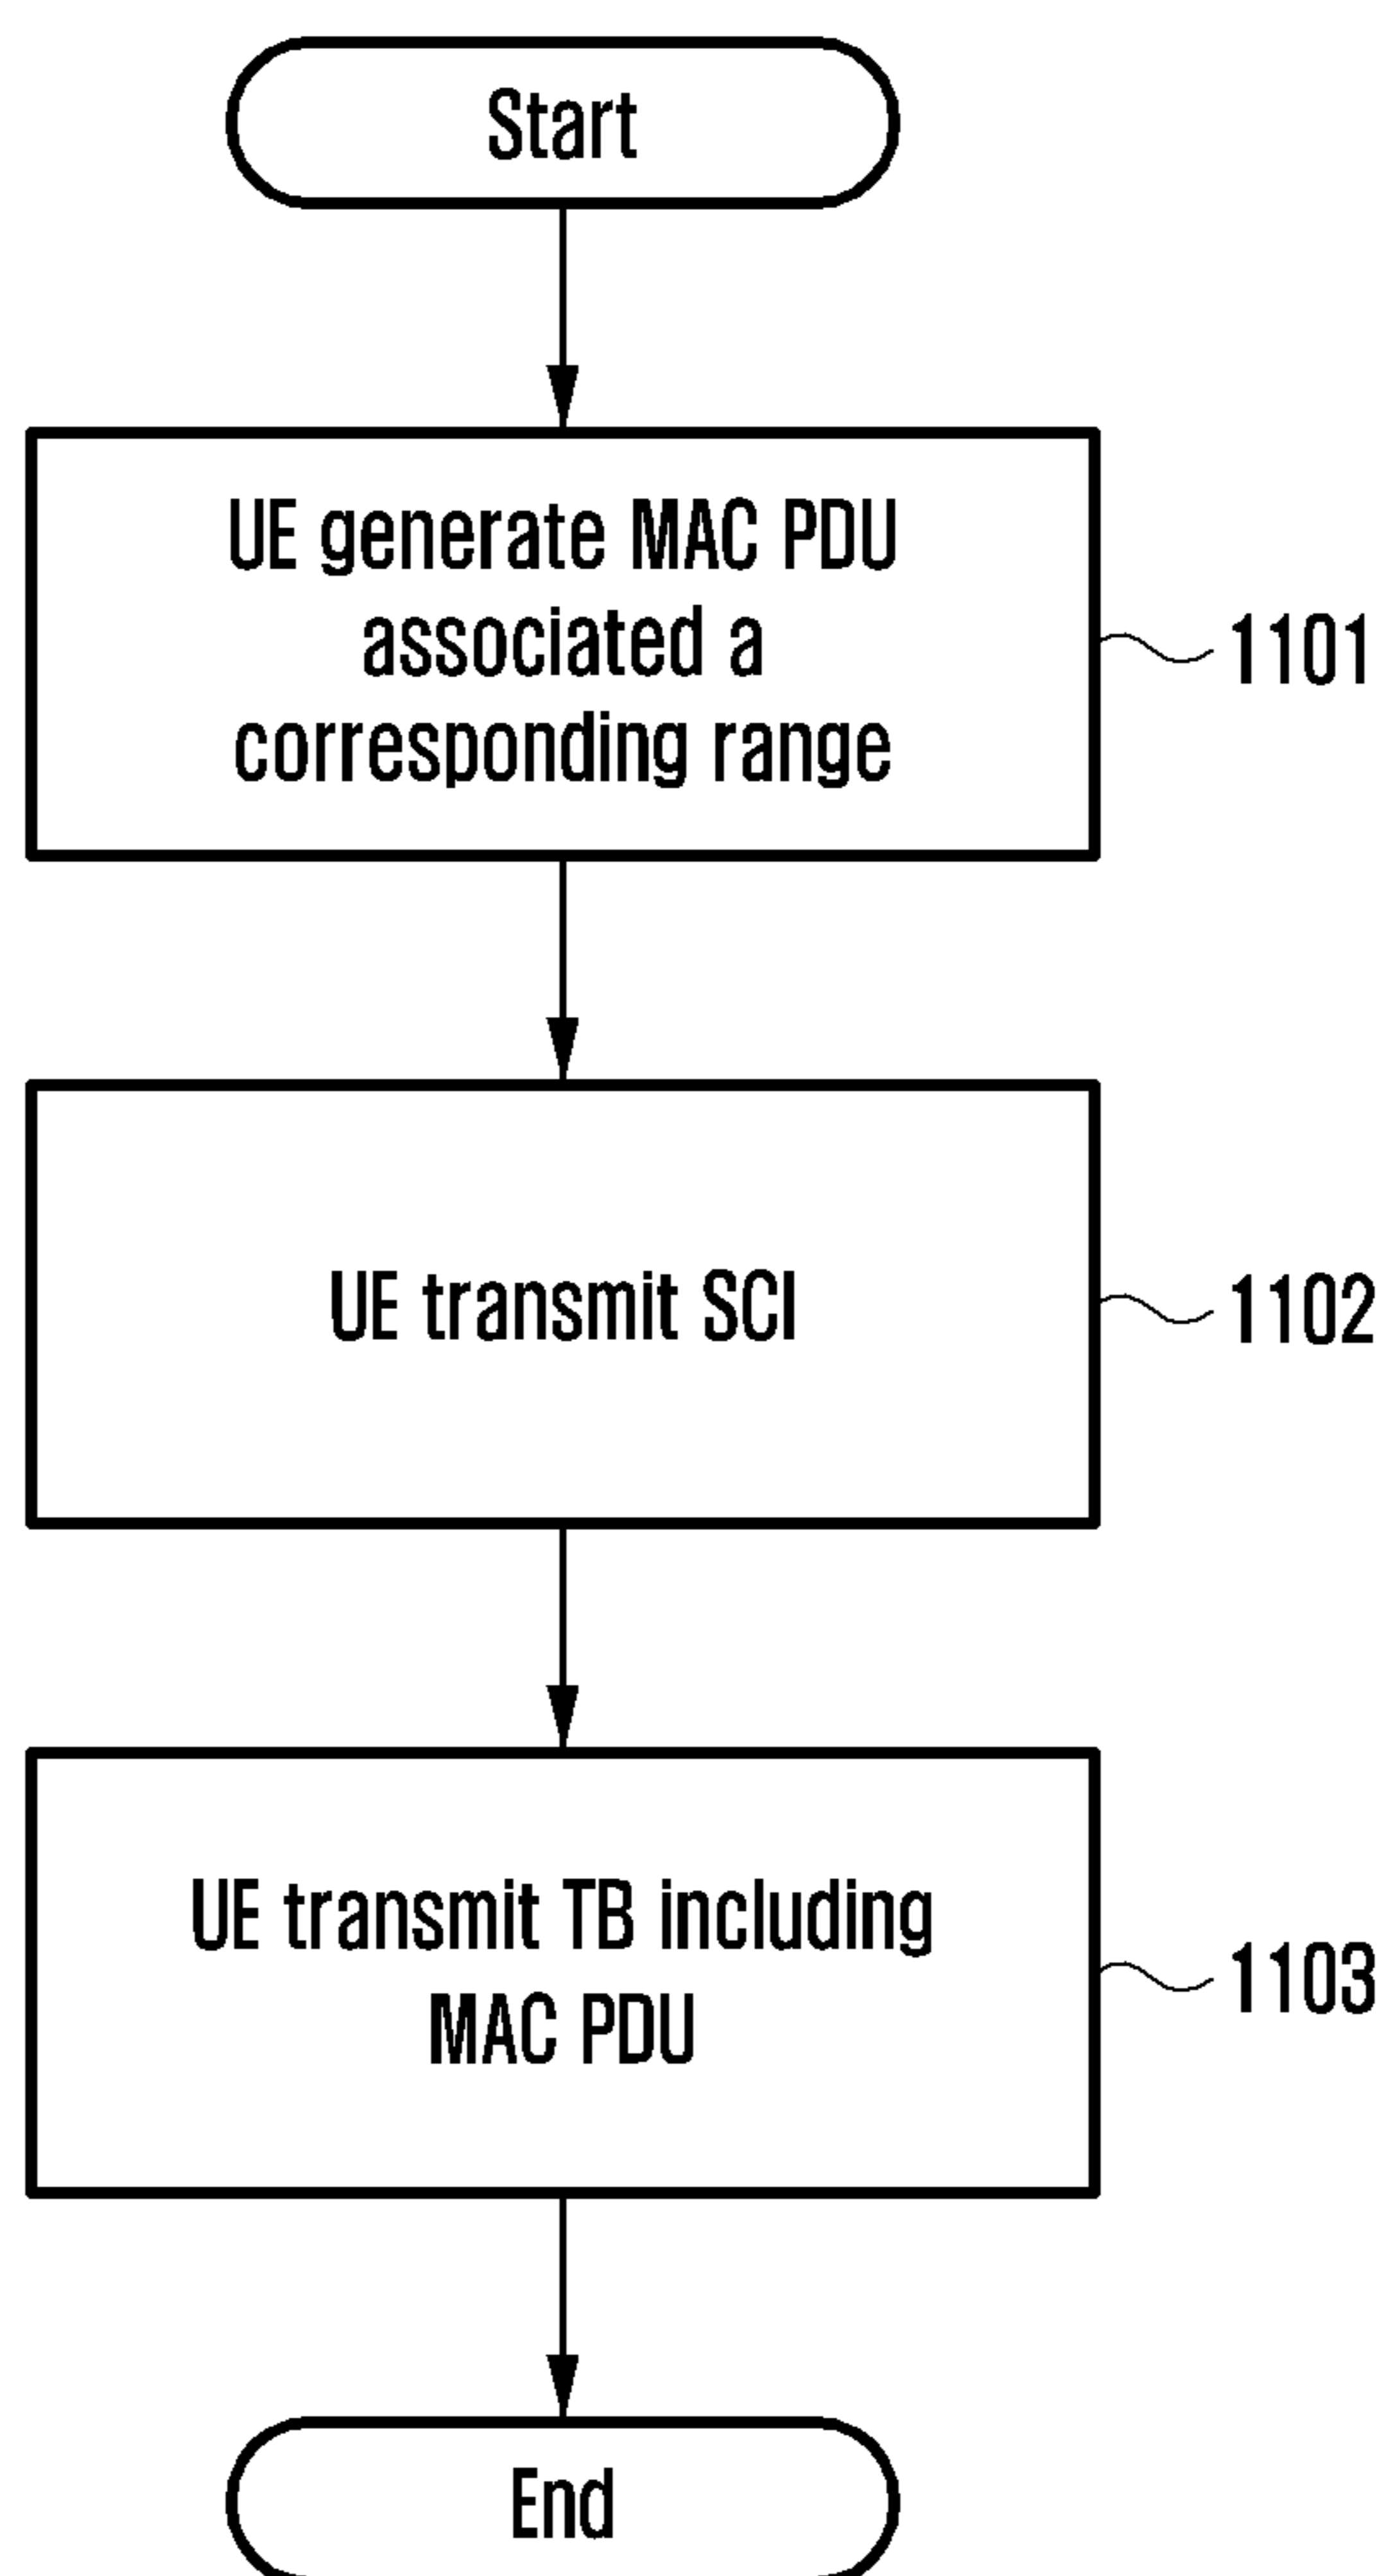 Start
UE generate MAC PDU
associated a
corresponding range
1101
UE transmit SCI
1102
UE transmit TB including
MAC PDU
1103
End